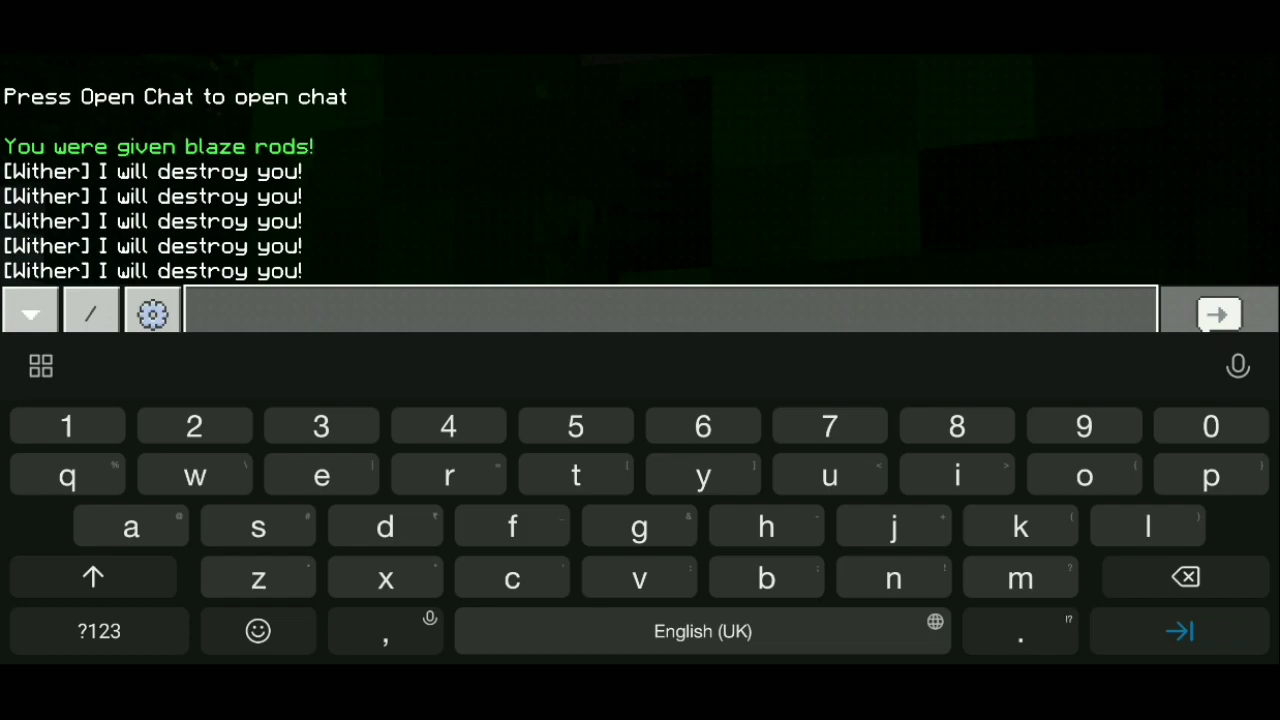 Press Open Chat to open chat
You were given blaze rods!
[Wither] I will destroy you!
[Wither] I will destroy you!
[Wither] I will destroy you!
[Wither] I will destroy you!
[Wither] I will destroy you!
/
1 2 3 4 5 6 7 8 9 0
q w e r t y u i o p
a s d f g h j k l
z x c v b n m
?123 , English (UK) .